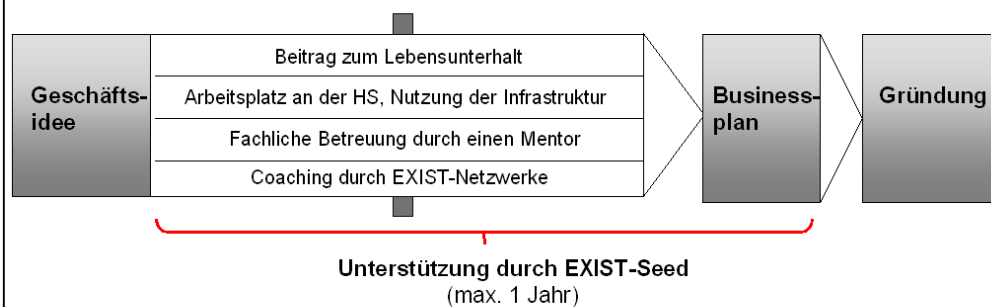 Geschäfts-
idee
Beitrag zum Lebensunterhalt
Arbeitsplatz an der HS, Nutzung der Infrastruktur
Fachliche Betreuung durch einen Mentor
Coaching durch EXIST-Netzwerke
Business-
plan
Gründung
Unterstützung durch EXIST-Seed
(max. 1 Jahr)